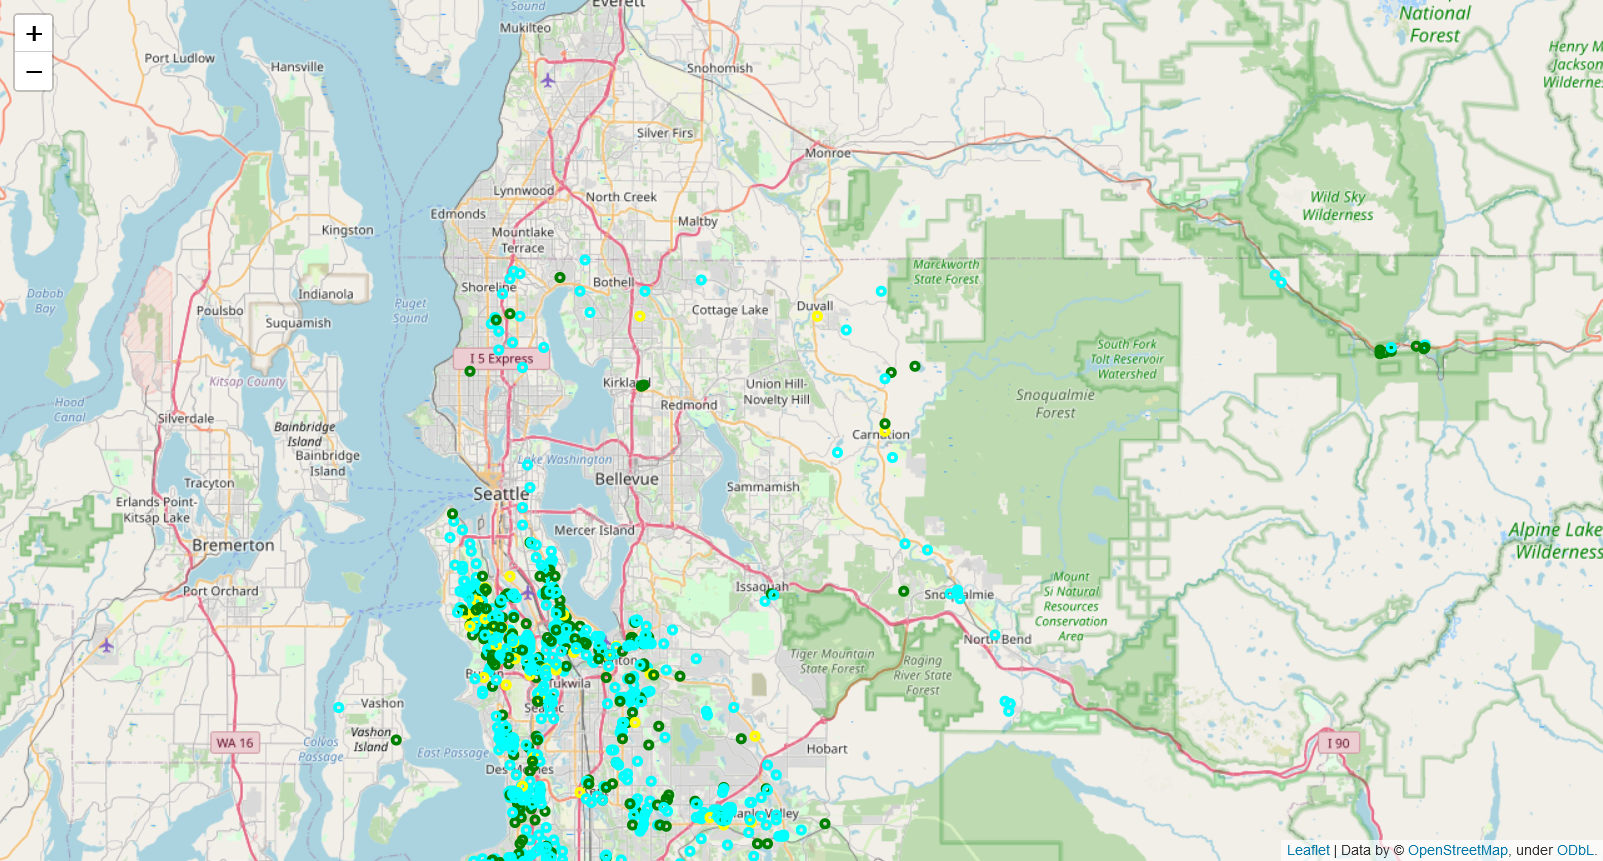 +
−
Sound
Everett
Mukilteo
National
Forest
Port Ludlow
Hansville
Snohomish
Henry M
Jackson
Wilderness
Silver Firs
Monroe
Lynnwood
North Creek
Wild Sky
Wilderness
Edmonds
Maltby
Kingston
Mountlake
Terrace
Marckworth
State Forest
Dabob
Bay
Indianola
Shoreline
Bothell
Puget
Sound
Poulsbo
Suquamish
Cottage Lake
Duvall
I 5 Express
South Fork
Tolt Reservoir
Watershed
Kitsap County
Kirkland
Union Hill-
Novelty Hill
Hood
Canal
Silverdale
Redmond
Snoqualmie
Forest
Bainbridge
Island
Bainbridge
Island
Carnation
Lake Washington
Tracyton
Bellevue
Sammamish
Erlands Point-
Kitsap Lake
Seattle
Mercer Island
Alpine Lake
Wilderness
Bremerton
Port Orchard
Issaquah
Snoqualmie
Mount
Si Natural
Resources
Conservation
Area
North Bend
Tiger Mountain
State Forest
Raging
River State
Forest
Tukwila
Vashon
Vashon
Island
WA 16
Colvos
Passage
East Passage
Hobart
I 90
Des Moines
Maple Valley
Leaflet | Data by © OpenStreetMap, under ODbL.